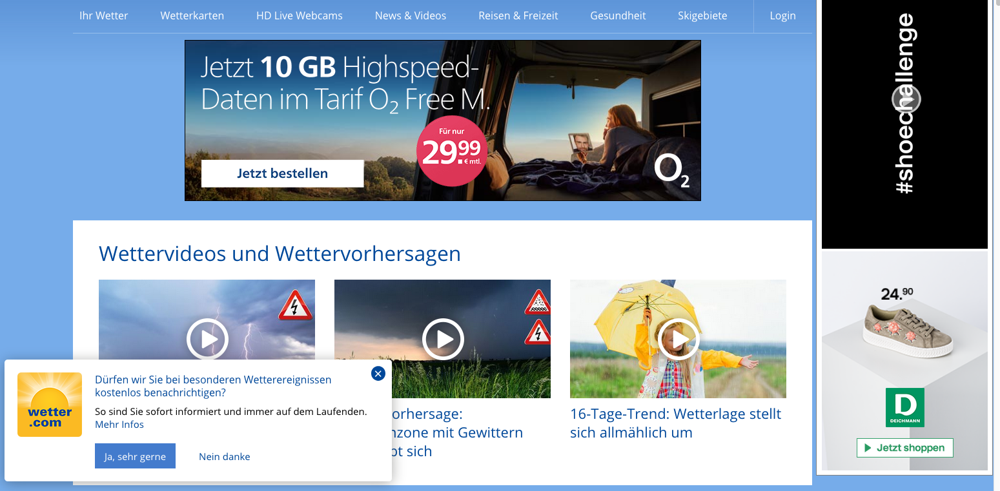 Ihr Wetter
Wetterkarten
HD Live Webcams
News & Videos
Reisen & Freizeit
Gesundheit
Skigebiete
Login
Jetzt 10 GB Highspeed-
Daten im Tarif O₂ Free M.
Für nur
29.99
€ mtl.
Jetzt bestellen
O₂
#shoechallenge
Wettervideos und Wettervorhersagen
orhersage:
zone mit Gewittern
sich
16-Tage-Trend: Wetterlage stellt
sich allmählich um
Dürfen wir Sie bei besonderen Wetterereignissen
kostenlos benachrichtigen?
So sind Sie sofort informiert und immer auf dem Laufenden.
Mehr Infos
wetter
.com
Ja, sehr gerne
Nein danke
24.90
D
DEICHMANN
Jetzt shoppen